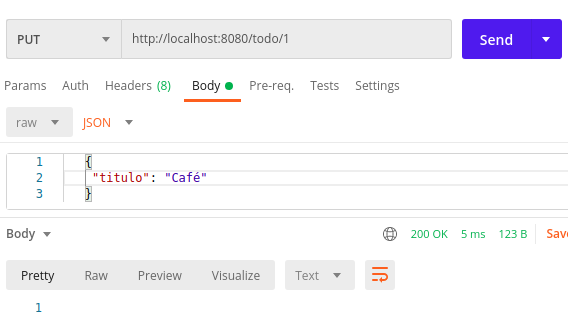 PUT http://localhost:8080/todo/1 Send
Params Auth Headers (8) Body Pre-req. Tests Settings
raw JSON
1 {
2 "titulo": "Café"
3 }
Body 200 OK 5 ms 123 B Save
Pretty Raw Preview Visualize Text
1